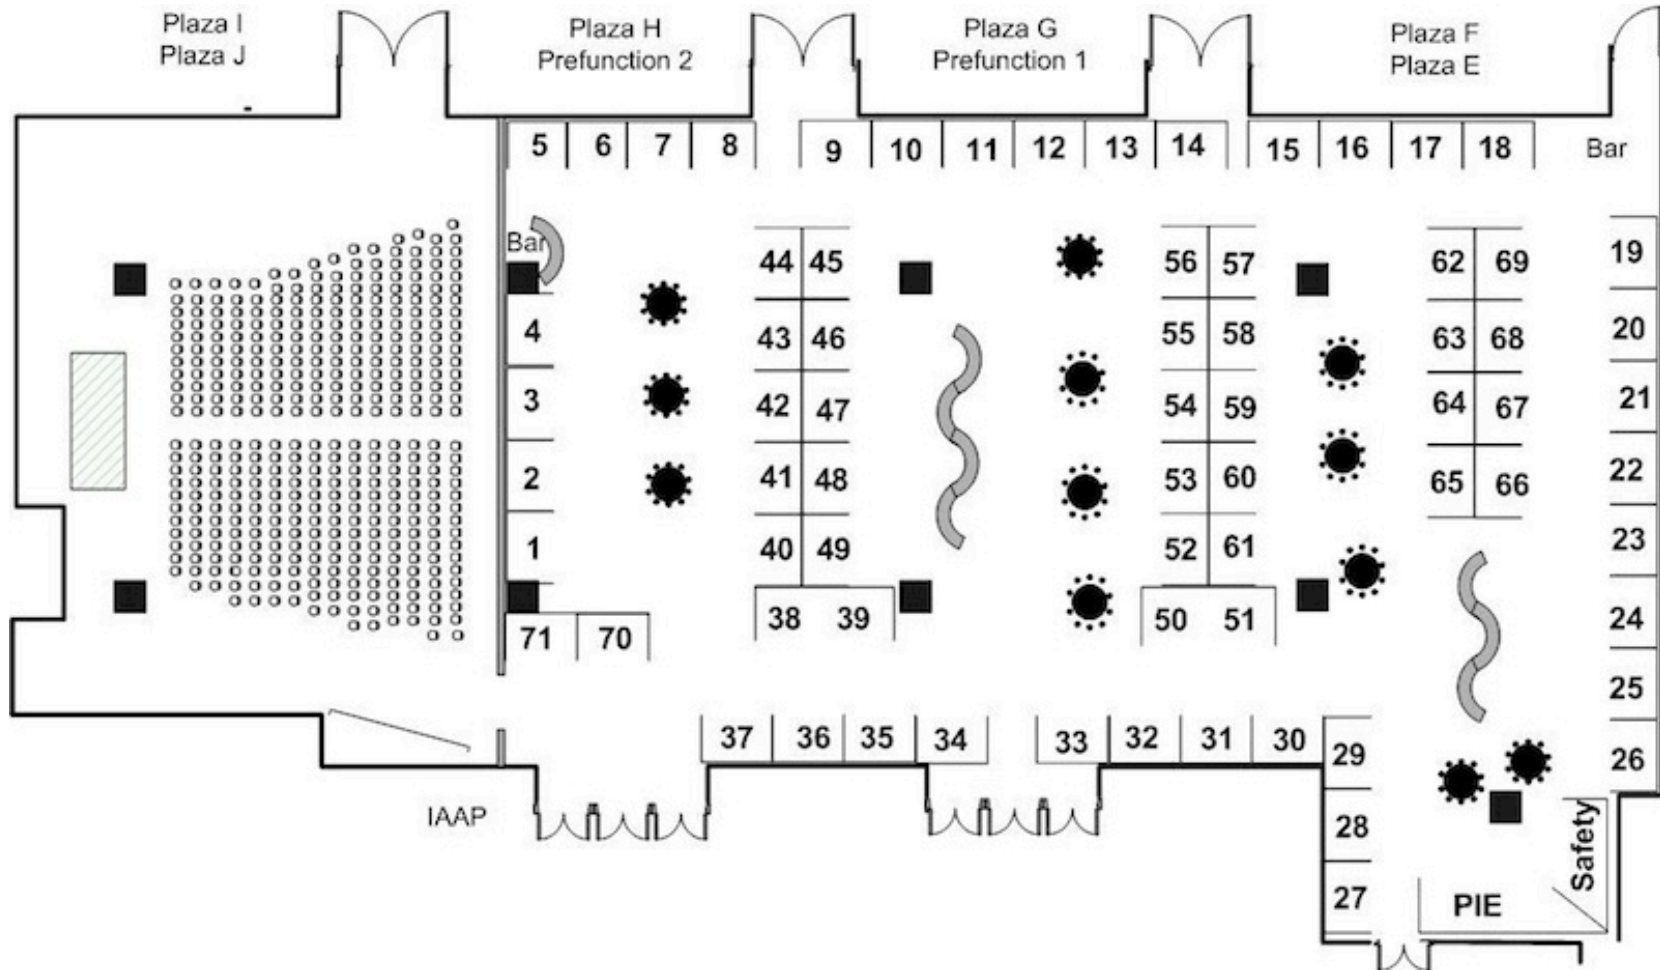 Plaza I
Plaza J
Plaza H
Prefunction 2
Plaza G
Prefunction 1
Plaza F
Plaza E
5 6 7 8 9 10 11 12 13 14 15 16 17 18 Bar
Bar
44 45 56 57 62 69 19
4 43 46 55 58 63 68 20
3 42 47 54 59 64 67 21
2 41 48 53 60 65 66 22
1 40 49 52 61 23
71 70 38 39 50 51 24
25
37 36 35 34 33 32 31 30 29 26
IAAP
28
Safety
27
PIE